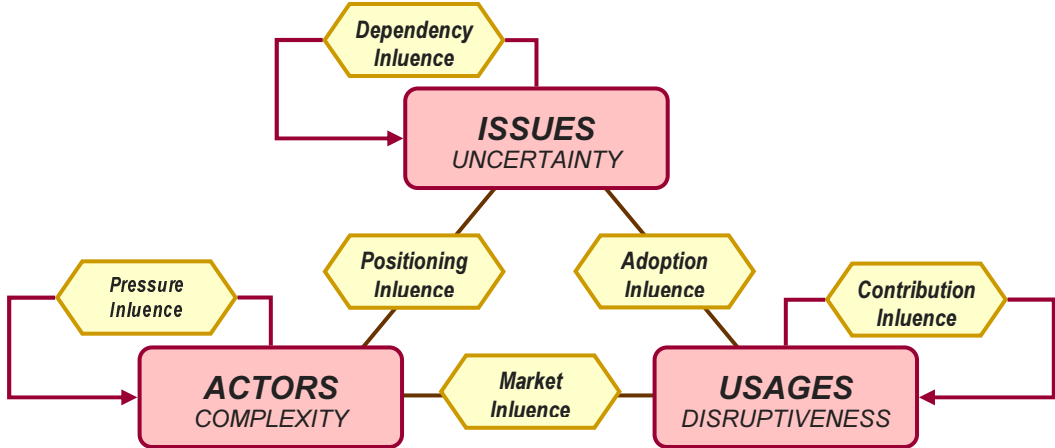 Dependency
Inluence
ISSUES
UNCERTAINTY
Positioning
Inluence
Adoption
Inluence
Pressure
Inluence
Contribution
Inluence
ACTORS
COMPLEXITY
Market
Inluence
USAGES
DISRUPTIVENESS